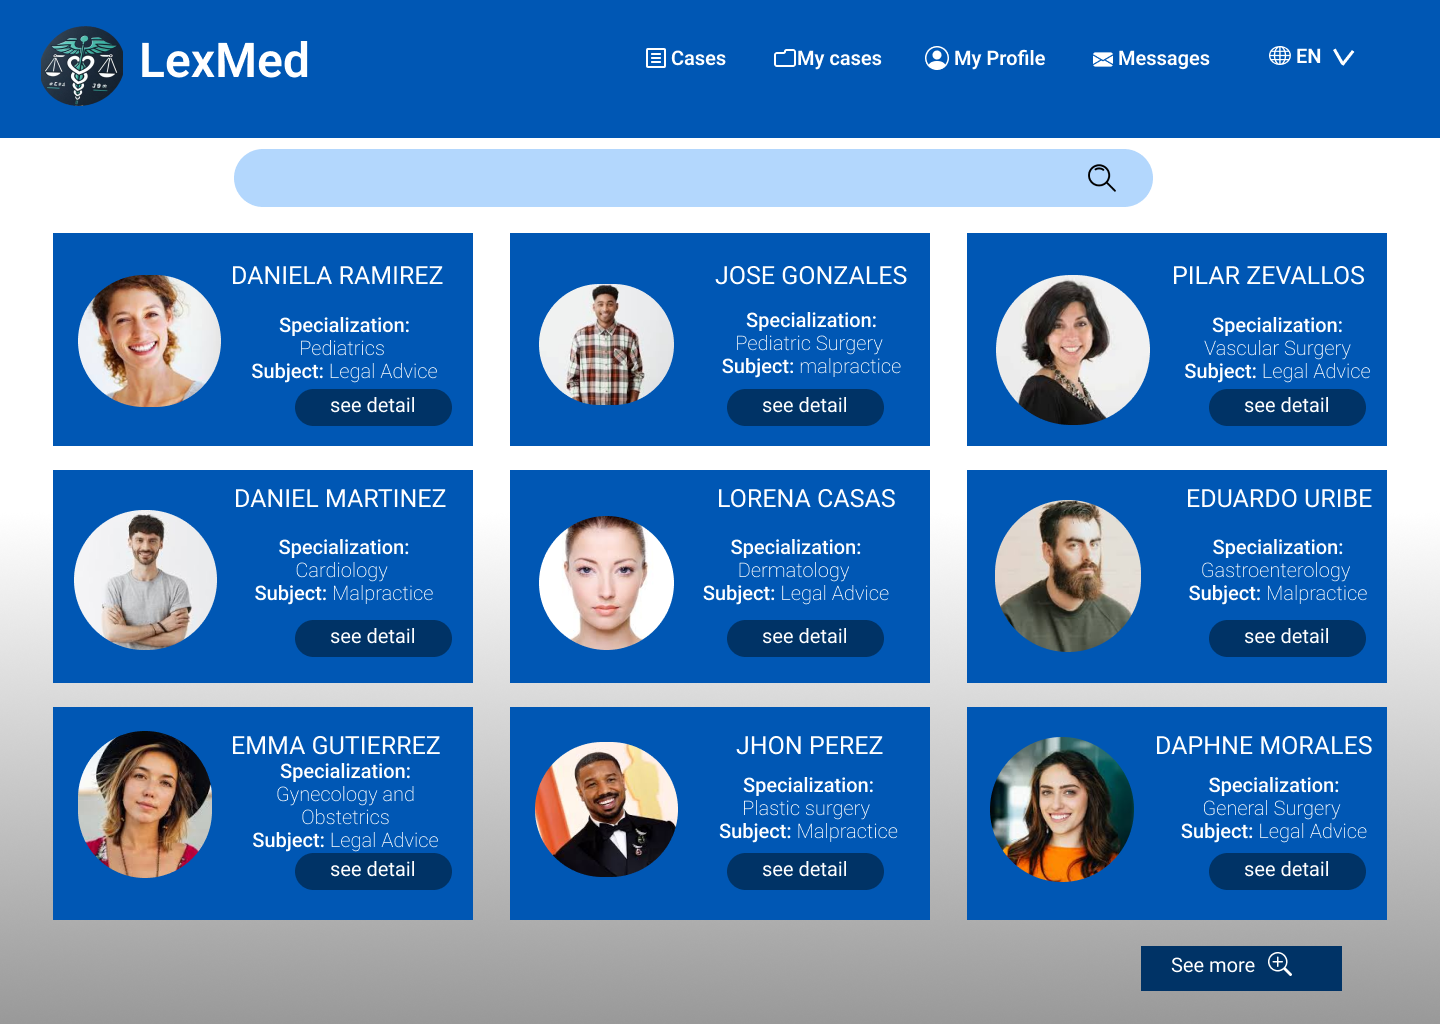 LexMed
Cases
My cases
My Profile
Messages
EN
DANIELA RAMIREZ
Specialization:
Pediatrics
Subject: Legal Advice
see detail
JOSE GONZALES
Specialization:
Pediatric Surgery
Subject: malpractice
see detail
PILAR ZEVALLOS
Specialization:
Vascular Surgery
Subject: Legal Advice
see detail
DANIEL MARTINEZ
Specialization:
Cardiology
Subject: Malpractice
see detail
LORENA CASAS
Specialization:
Dermatology
Subject: Legal Advice
see detail
EDUARDO URIBE
Specialization:
Gastroenterology
Subject: Malpractice
see detail
EMMA GUTIERREZ
Specialization:
Gynecology and
Obstetrics
Subject: Legal Advice
see detail
JHON PEREZ
Specialization:
Plastic surgery
Subject: Malpractice
see detail
DAPHNE MORALES
Specialization:
General Surgery
Subject: Legal Advice
see detail
See more